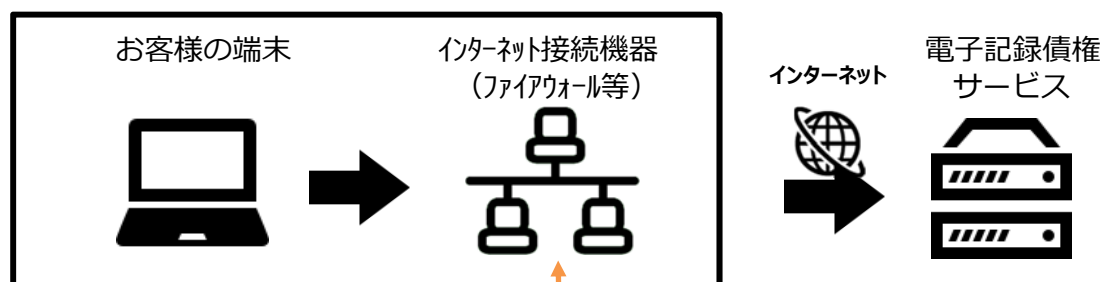 お客様の端末
ｲﾝﾀｰﾈｯﾄ接続機器
（ﾌｧｲｱｳｫｰﾙ等）
インターネット
電子記録債権
サービス